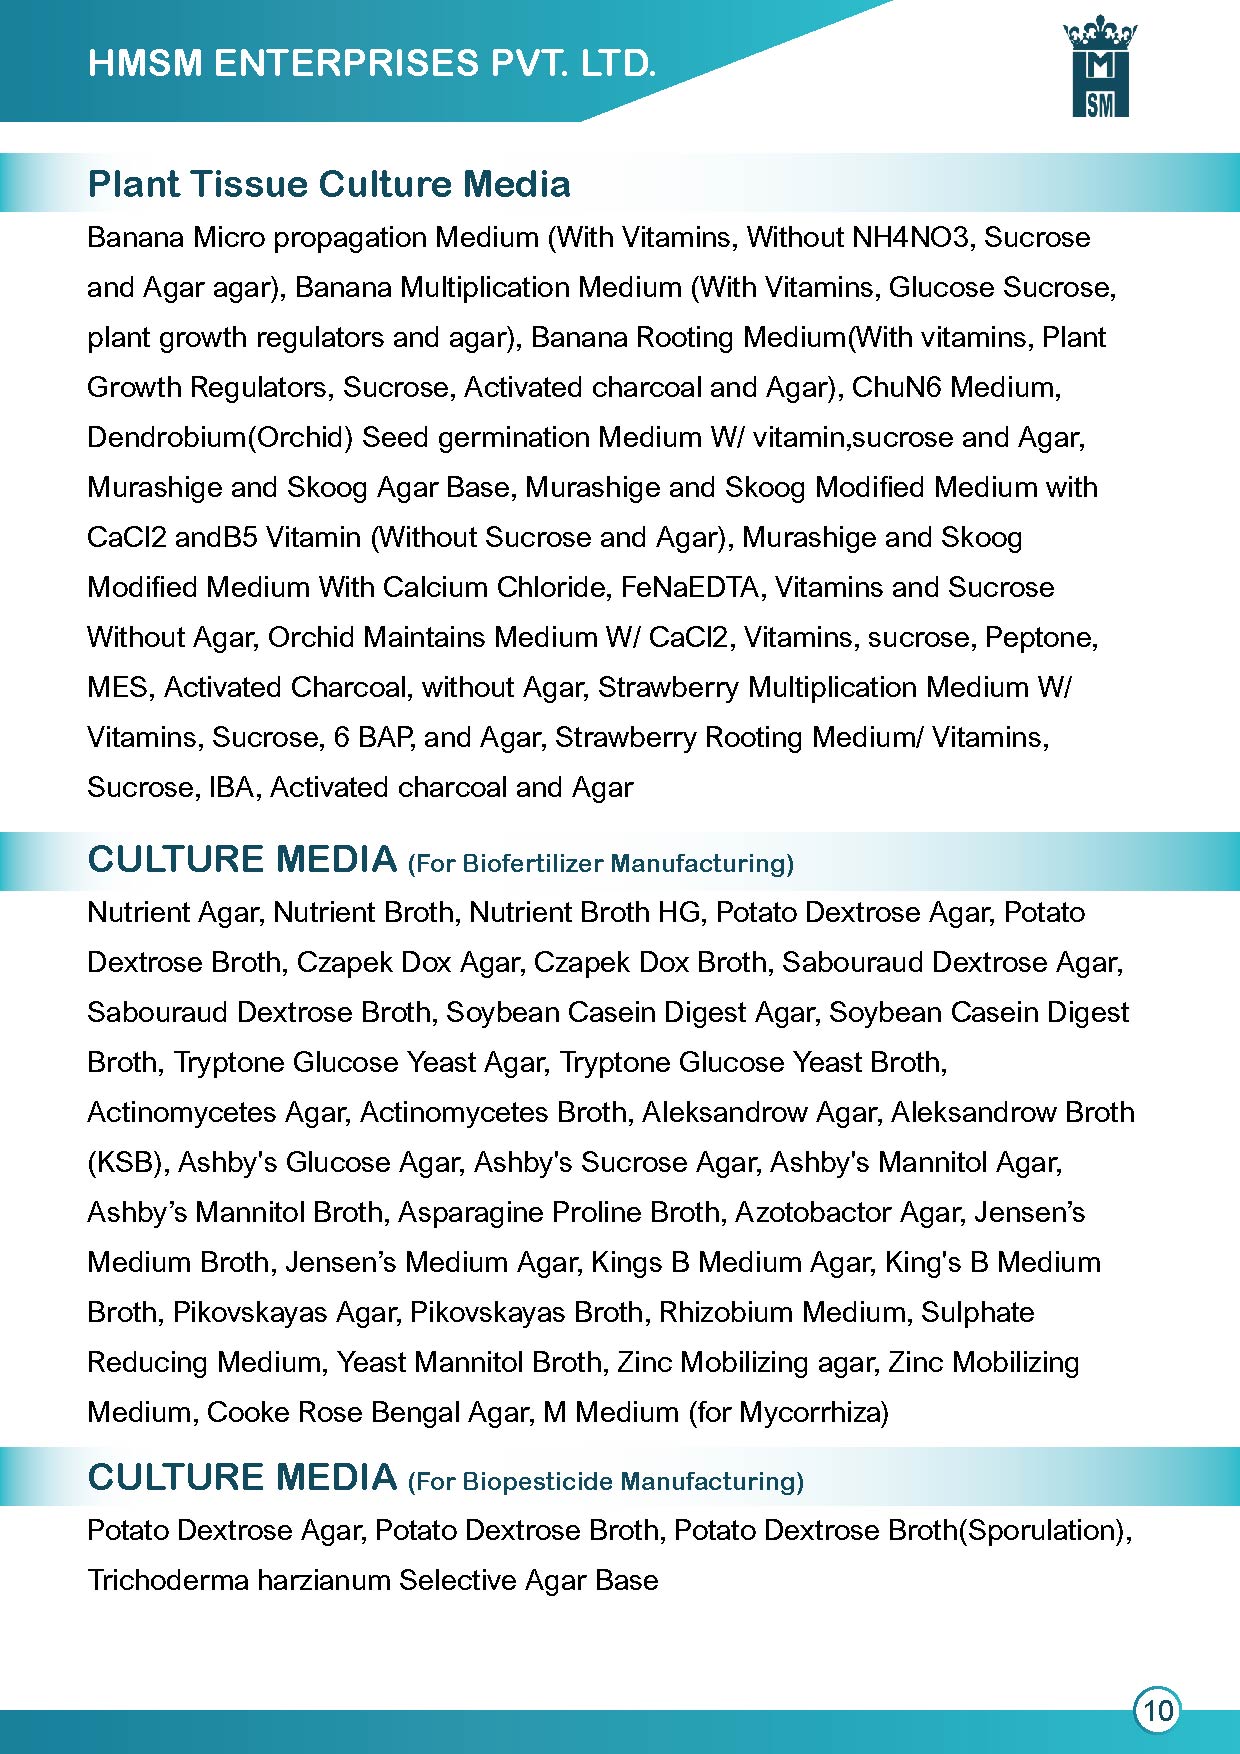 HMSM ENTERPRISES PVT. LTD.
M
SM
Plant Tissue Culture Media
Banana Micro propagation Medium (With Vitamins, Without NH4NO3, Sucrose
and Agar agar), Banana Multiplication Medium (With Vitamins, Glucose Sucrose,
plant growth regulators and agar), Banana Rooting Medium(With vitamins, Plant
Growth Regulators, Sucrose, Activated charcoal and Agar), ChuN6 Medium,
Dendrobium(Orchid) Seed germination Medium W/ vitamin,sucrose and Agar,
Murashige and Skoog Agar Base, Murashige and Skoog Modified Medium with
CaCl2 andB5 Vitamin (Without Sucrose and Agar), Murashige and Skoog
Modified Medium With Calcium Chloride, FeNaEDTA, Vitamins and Sucrose
Without Agar, Orchid Maintains Medium W/ CaCl2, Vitamins, sucrose, Peptone,
MES, Activated Charcoal, without Agar, Strawberry Multiplication Medium W/
Vitamins, Sucrose, 6 BAP, and Agar, Strawberry Rooting Medium/ Vitamins,
Sucrose, IBA, Activated charcoal and Agar
CULTURE MEDIA (For Biofertilizer Manufacturing)
Nutrient Agar, Nutrient Broth, Nutrient Broth HG, Potato Dextrose Agar, Potato
Dextrose Broth, Czapek Dox Agar, Czapek Dox Broth, Sabouraud Dextrose Agar,
Sabouraud Dextrose Broth, Soybean Casein Digest Agar, Soybean Casein Digest
Broth, Tryptone Glucose Yeast Agar, Tryptone Glucose Yeast Broth,
Actinomycetes Agar, Actinomycetes Broth, Aleksandrow Agar, Aleksandrow Broth
(KSB), Ashby's Glucose Agar, Ashby's Sucrose Agar, Ashby's Mannitol Agar,
Ashby’s Mannitol Broth, Asparagine Proline Broth, Azotobactor Agar, Jensen’s
Medium Broth, Jensen’s Medium Agar, Kings B Medium Agar, King's B Medium
Broth, Pikovskayas Agar, Pikovskayas Broth, Rhizobium Medium, Sulphate
Reducing Medium, Yeast Mannitol Broth, Zinc Mobilizing agar, Zinc Mobilizing
Medium, Cooke Rose Bengal Agar, M Medium (for Mycorrhiza)
CULTURE MEDIA (For Biopesticide Manufacturing)
Potato Dextrose Agar, Potato Dextrose Broth, Potato Dextrose Broth(Sporulation),
Trichoderma harzianum Selective Agar Base
10